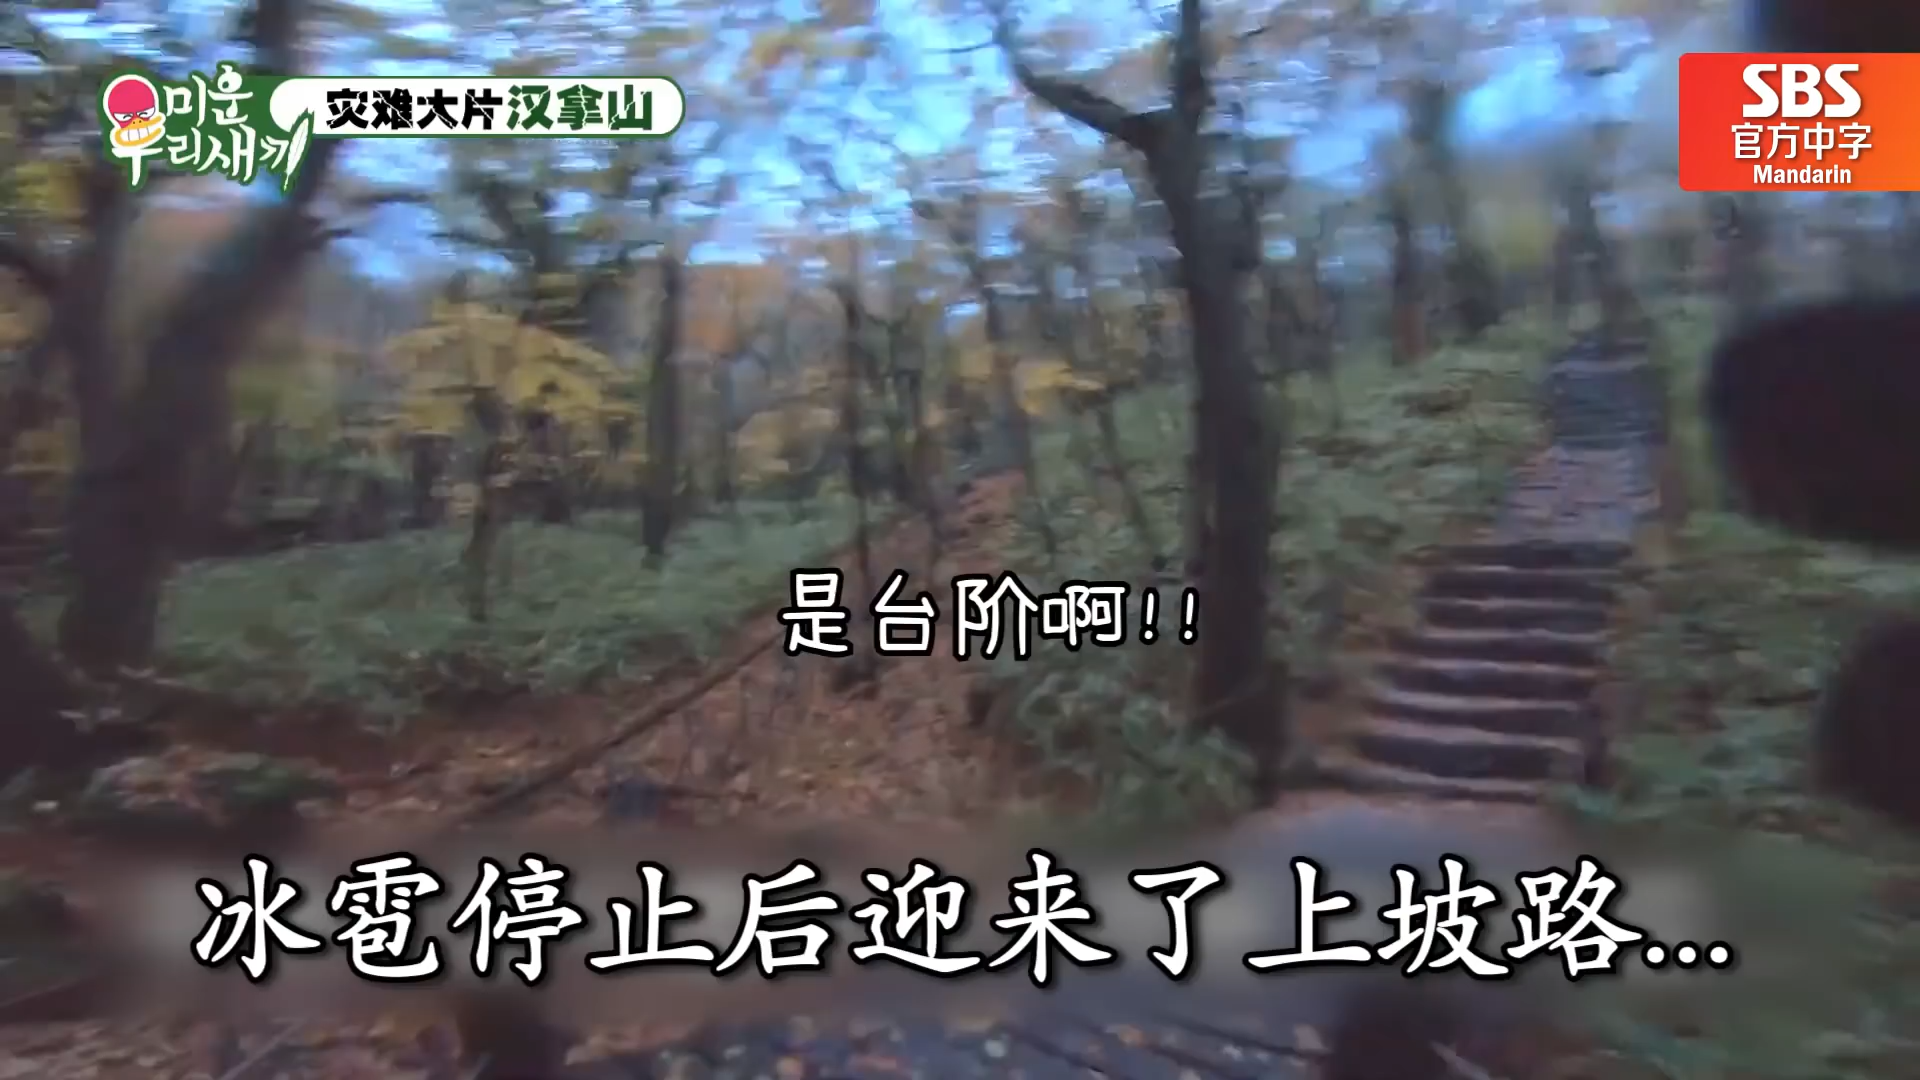 미운
우리새끼
灾难大片汉拿山
SBS
官方中字
Mandarin
是台阶啊!!
冰雹停止后迎来了上坡路...